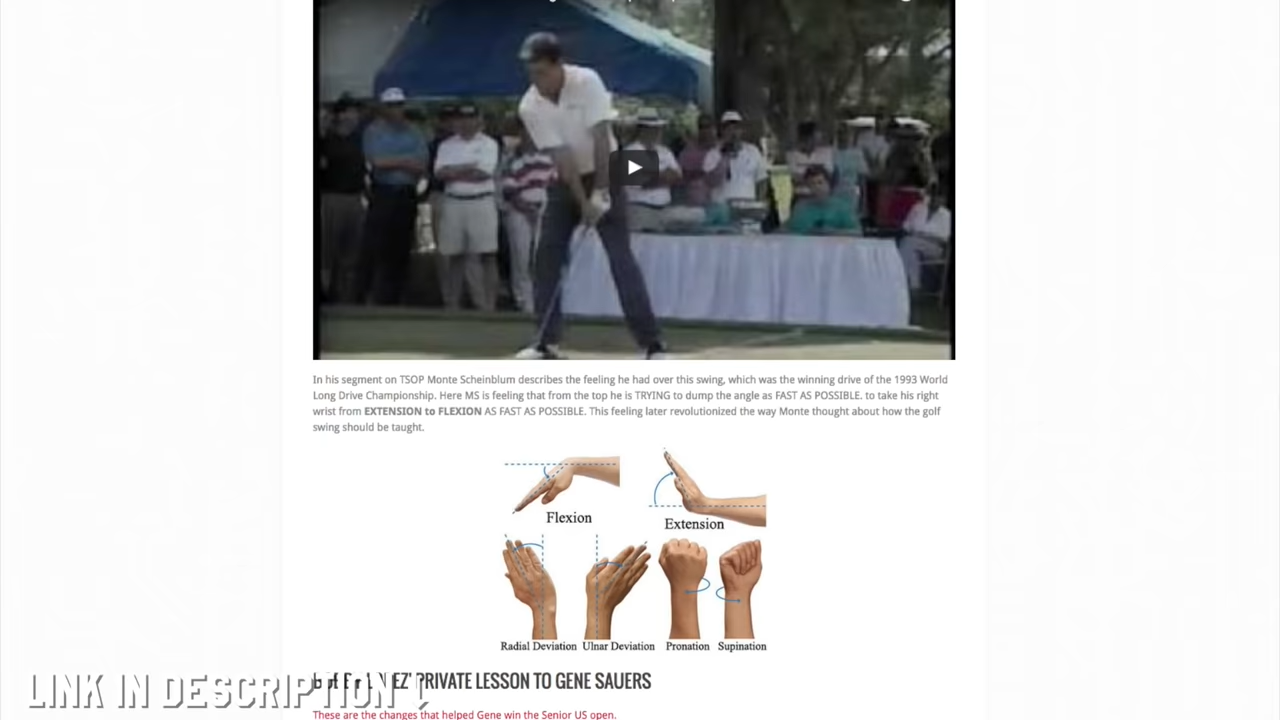 In his segment on TSOP Monte Scheinblum describes the feeling he had over this swing, which was the winning drive of the 1993 World
Long Drive Championship. Here MS is feeling that from the top he is TRYING to dump the angle as FAST AS POSSIBLE. to take his right
wrist from EXTENSION to FLEXION AS FAST AS POSSIBLE. This feeling later revolutionized the way Monte thought about how the golf
swing should be taught.
Flexion
Extension
Radial Deviation Ulnar Deviation Pronation Supination
PRIVATE LESSON TO GENE SAUERS
LINK IN DESCRIPTION
These are the changes that helped Gene win the Senior US open.